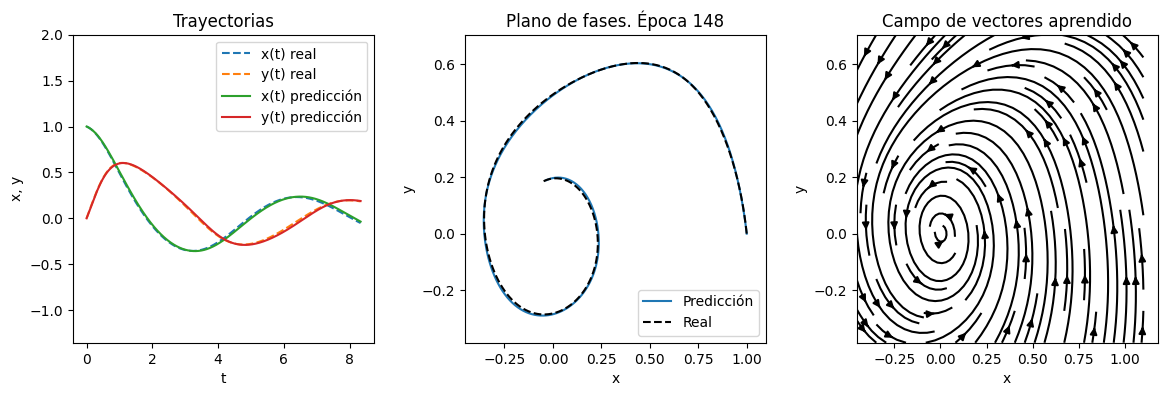 Trayectorias
2.0
1.5
1.0
0.5
0.0
−0.5
−1.0
x, y
0
2
4
6
8
t
x(t) real
y(t) real
x(t) predicción
y(t) predicción
Plano de fases. Época 148
0.6
0.4
0.2
0.0
−0.2
y
−0.25
0.00
0.25
0.50
0.75
1.00
x
Predicción
Real
Campo de vectores aprendido
0.6
0.4
0.2
0.0
−0.2
y
−0.25
0.00
0.25
0.50
0.75
1.00
x